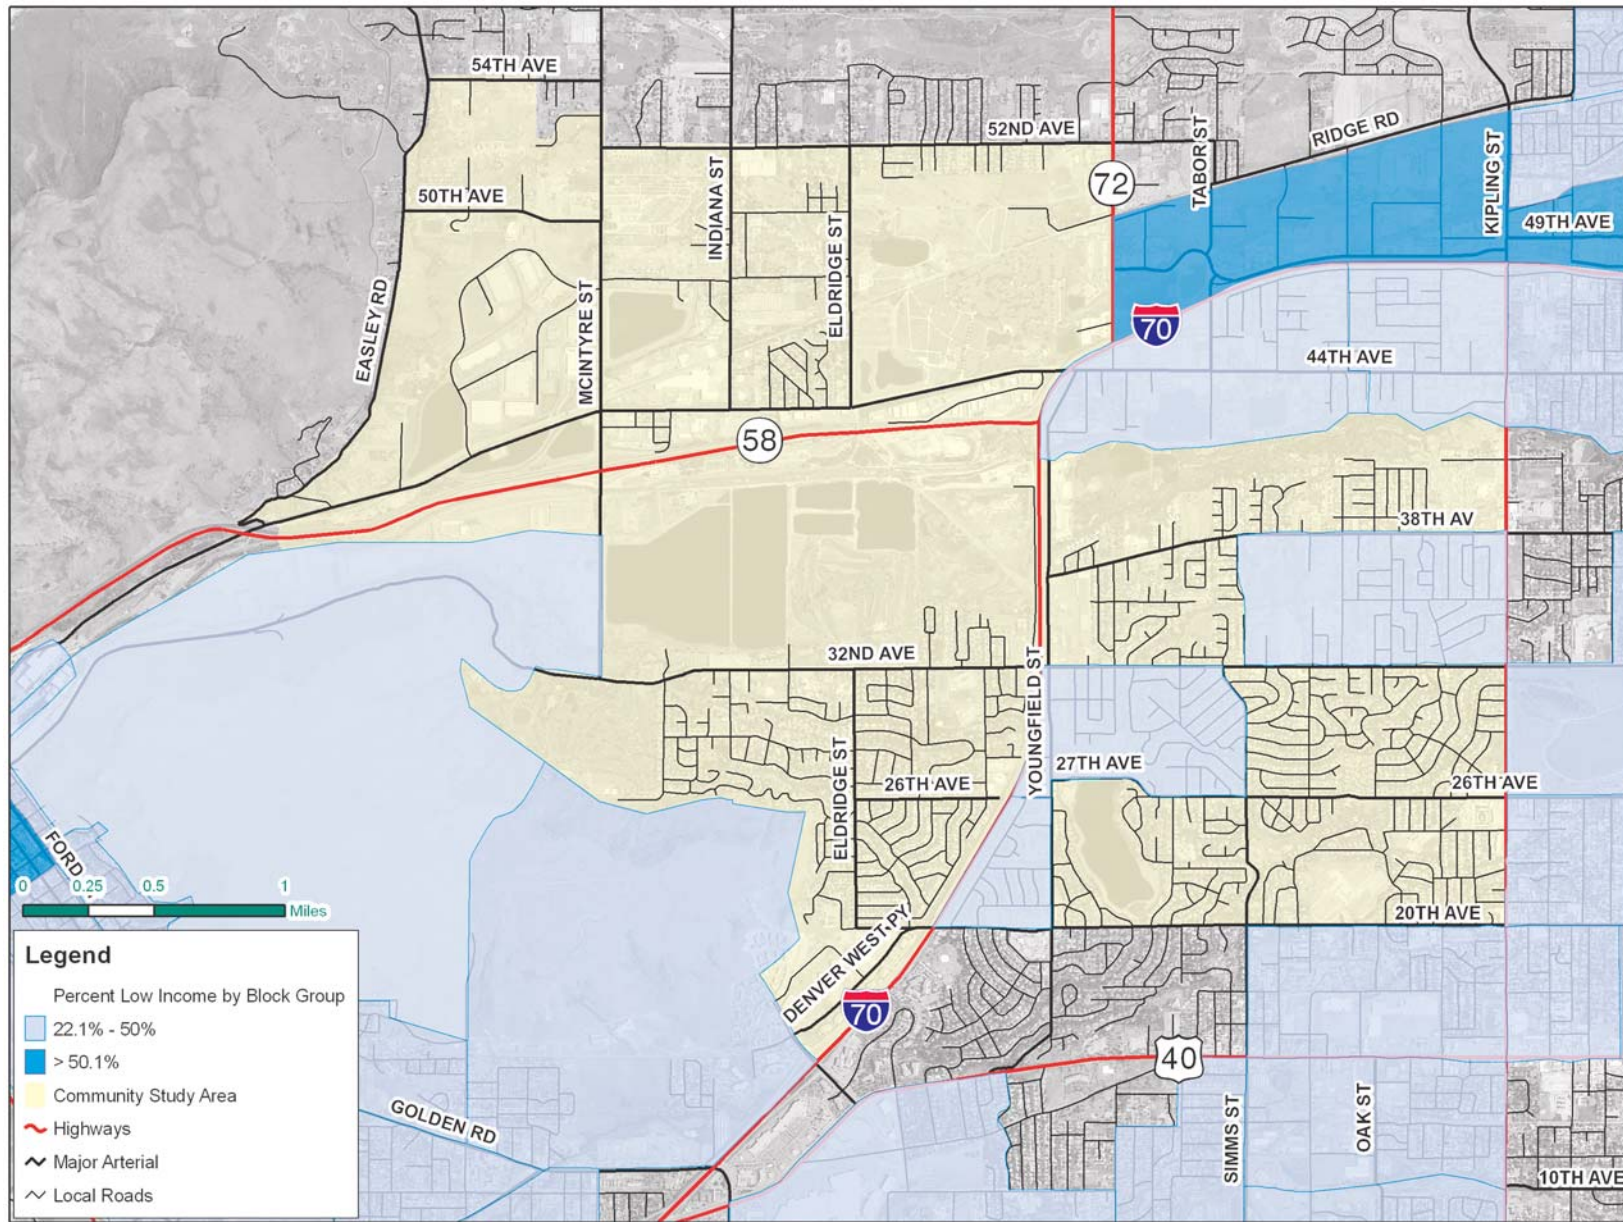 54TH AVE
52ND AVE
RIDGE RD
TABOR ST
72
INDIANA ST
50TH AVE
KIPLING ST
49TH AVE
ELDRIDGE ST
EASLEY RD
MCINTYRE ST
70
44TH AVE
58
38TH AV
32ND AVE
YOUNGFIELD ST
27TH AVE
ELDRIDGE ST
26TH AVE
26TH AVE
FORD
0 0.25 0.5 1
Miles
20TH AVE
DENVER WEST PY
70
40
Legend
Percent Low Income by Block Group
22.1% - 50%
> 50.1%
Community Study Area
Highways
Major Arterial
Local Roads
GOLDEN RD
SIMMS ST
OAK ST
10TH AVE